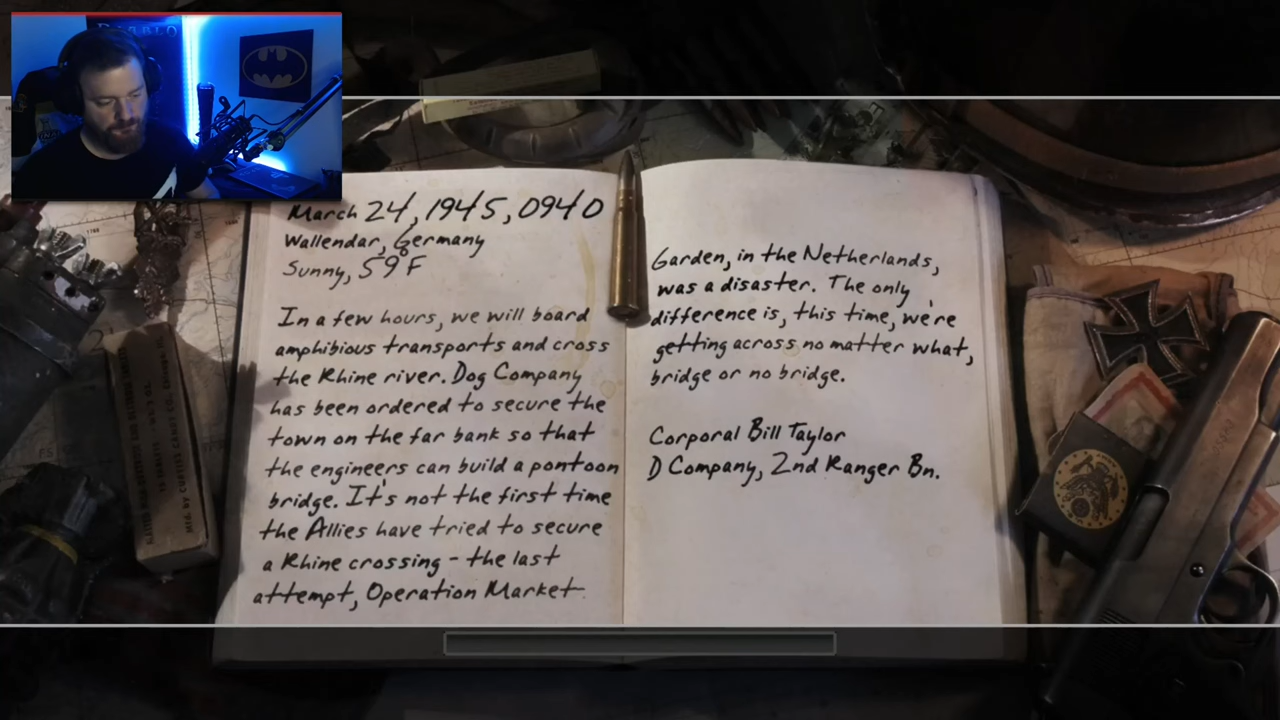 DIABLO
March 24, 1945, 0940
Wallendar, Germany
Sunny, 59°F
In a few hours, we will board
amphibious transports and cross
the Rhine river. Dog Company
has been ordered to secure the
town on the far bank so that
the engineers can build a pontoon
bridge. It's not the first time
the Allies have tried to secure
a Rhine crossing - the last
attempt, Operation Market
Garden, in the Netherlands,
was a disaster. The only
difference is, this time, we're
getting across no matter what,
bridge or no bridge.
Corporal Bill Taylor
D Company, 2nd Ranger Bn.